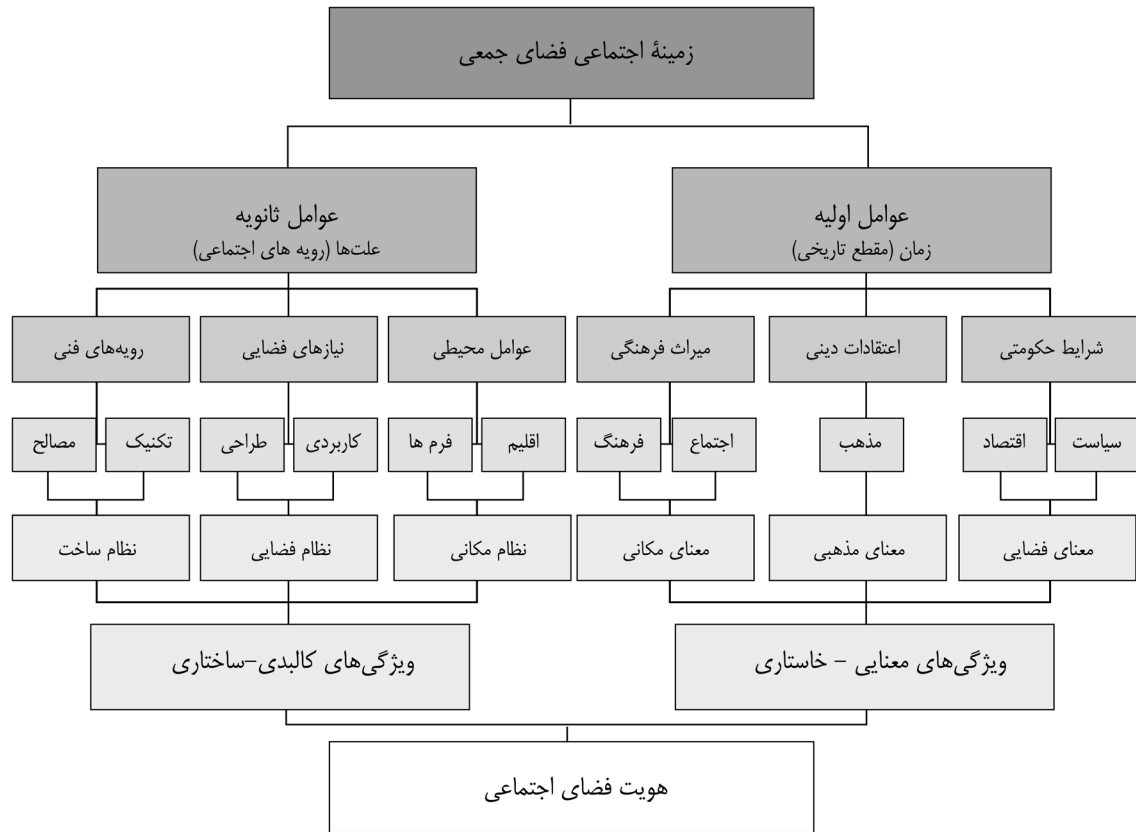 زمینهٔ اجتماعی فضای جمعی
عوامل اولیه
زمان (مقطع تاریخی)
عوامل ثانویه
علت‌ها (رویه های اجتماعی)
شرایط حکومتی
اعتقادات دینی
میراث فرهنگی
عوامل محیطی
نیازهای فضایی
رویه‌های فنی
سیاست
اقتصاد
مذهب
اجتماع
فرهنگ
اقلیم
فرم ها
کاربردی
طراحی
تکنیک
مصالح
معنای فضایی
معنای مذهبی
معنای مکانی
نظام مکانی
نظام فضایی
نظام ساخت
ویژگی‌های معنایی – خاستاری
ویژگی‌های کالبدی–ساختاری
هویت فضای اجتماعی